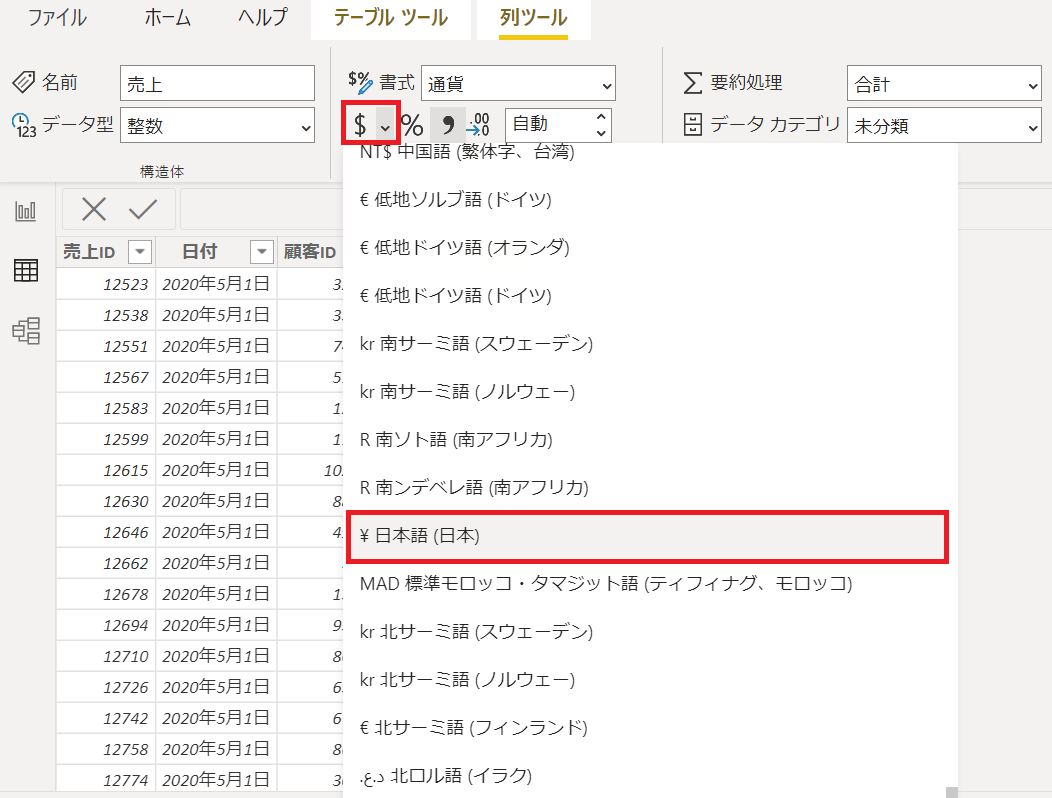 ファイル ホーム ヘルプ テーブル ツール 列ツール
名前 売上 $% 書式 通貨 Σ 要約処理 合計
123 データ型 整数 $ % 9 .00 .0 自動 データ カテゴリ 未分類
構造体
NT$ 中国語 (繁体字、台湾)
€ 低地ソルブ語 (ドイツ)
€ 低地ドイツ語 (オランダ)
€ 低地ドイツ語 (ドイツ)
kr 南サーミ語 (スウェーデン)
kr 南サーミ語 (ノルウェー)
R 南ソト語 (南アフリカ)
R 南ンデベレ語 (南アフリカ)
¥ 日本語 (日本)
MAD 標準モロッコ・タマジット語 (ティフィナグ、モロッコ)
kr 北サーミ語 (スウェーデン)
kr 北サーミ語 (ノルウェー)
€ 北サーミ語 (フィンランド)
د.ع.‏ 北ロル語 (イラク)
売上ID 日付 顧客ID
12523 2020年5月1日
12538 2020年5月1日
12551 2020年5月1日
12567 2020年5月1日
12583 2020年5月1日
12599 2020年5月1日
12615 2020年5月1日
12630 2020年5月1日
12646 2020年5月1日
12662 2020年5月1日
12678 2020年5月1日
12694 2020年5月1日
12710 2020年5月1日
12726 2020年5月1日
12742 2020年5月1日
12758 2020年5月1日
12774 2020年5月1日